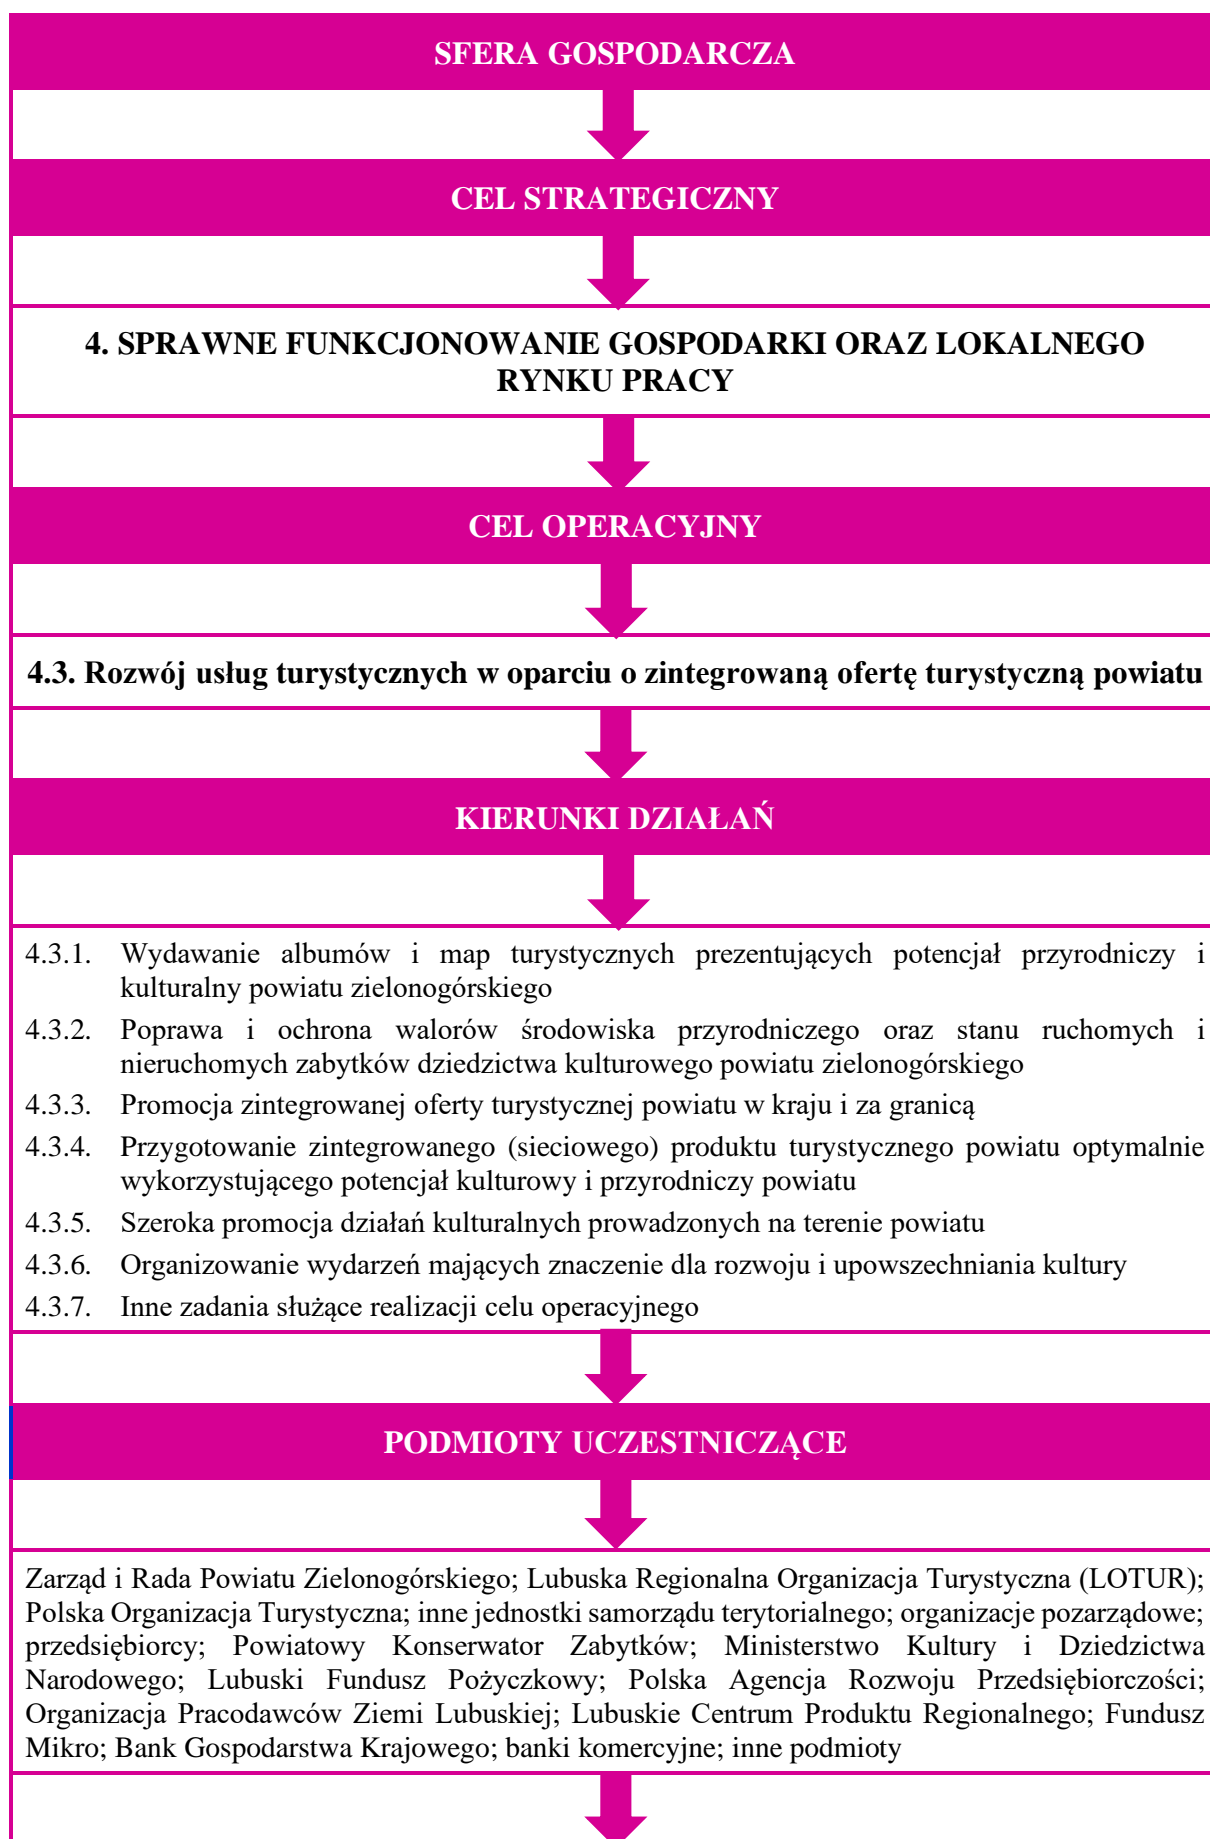 SFERA GOSPODARCZA
CEL STRATEGICZNY
4. SPRAWNE FUNKCJONOWANIE GOSPODARKI ORAZ LOKALNEGO
RYNKU PRACY
CEL OPERACYJNY
4.3. Rozwój usług turystycznych w oparciu o zintegrowaną ofertę turystyczną powiatu
KIERUNKI DZIAŁAŃ
4.3.1. Wydawanie albumów i map turystycznych prezentujących potencjał przyrodniczy i
kulturalny powiatu zielonogórskiego
4.3.2. Poprawa i ochrona walorów środowiska przyrodniczego oraz stanu ruchomych i
nieruchomych zabytków dziedzictwa kulturowego powiatu zielonogórskiego
4.3.3. Promocja zintegrowanej oferty turystycznej powiatu w kraju i za granicą
4.3.4. Przygotowanie zintegrowanego (sieciowego) produktu turystycznego powiatu optymalnie
wykorzystującego potencjał kulturowy i przyrodniczy powiatu
4.3.5. Szeroka promocja działań kulturalnych prowadzonych na terenie powiatu
4.3.6. Organizowanie wydarzeń mających znaczenie dla rozwoju i upowszechniania kultury
4.3.7. Inne zadania służące realizacji celu operacyjnego
PODMIOTY UCZESTNICZĄCE
Zarząd i Rada Powiatu Zielonogórskiego; Lubuska Regionalna Organizacja Turystyczna (LOTUR);
Polska Organizacja Turystyczna; inne jednostki samorządu terytorialnego; organizacje pozarządowe;
przedsiębiorcy; Powiatowy Konserwator Zabytków; Ministerstwo Kultury i Dziedzictwa
Narodowego; Lubuski Fundusz Pożyczkowy; Polska Agencja Rozwoju Przedsiębiorczości;
Organizacja Pracodawców Ziemi Lubuskiej; Lubuskie Centrum Produktu Regionalnego; Fundusz
Mikro; Bank Gospodarstwa Krajowego; banki komercyjne; inne podmioty